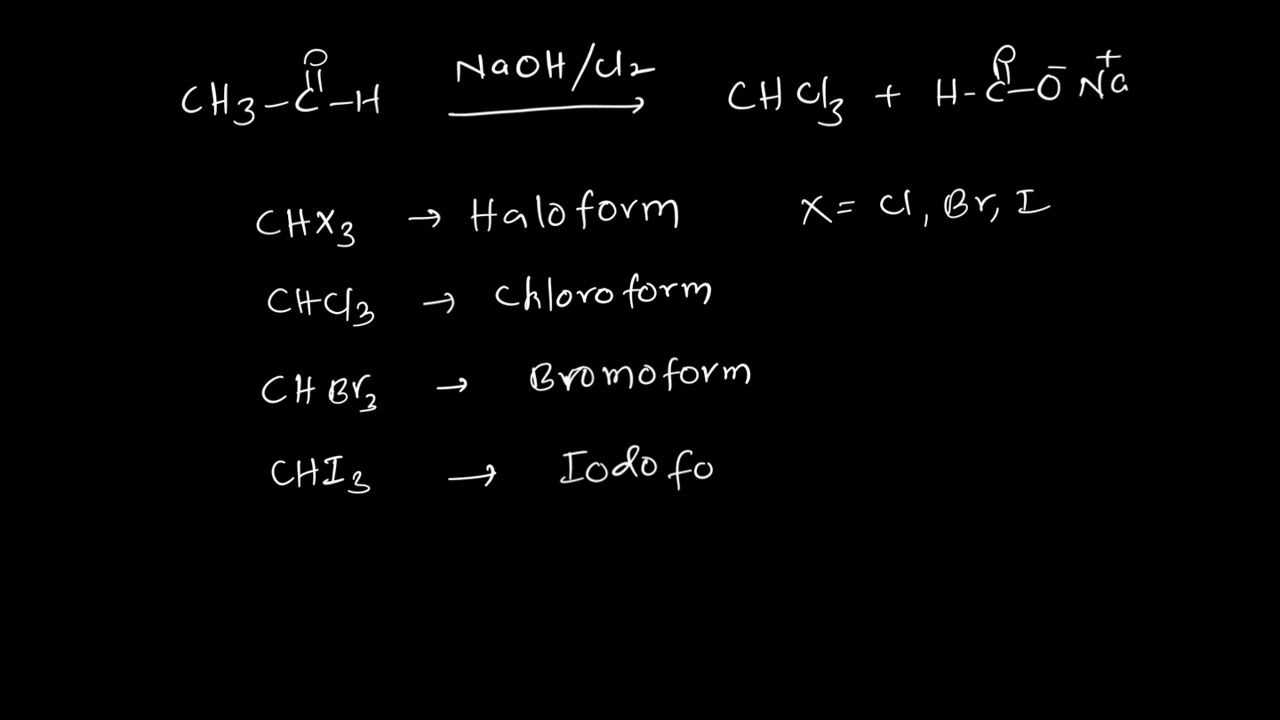 CH3-C-H NaOH/Cl2 CHCl3 + H-C-O⁻ Na⁺
O O
CHX3 → Haloform X = Cl, Br, I
CHCl3 → Chloroform
CHBr3 → Bromoform
CHI3 → Iodofo